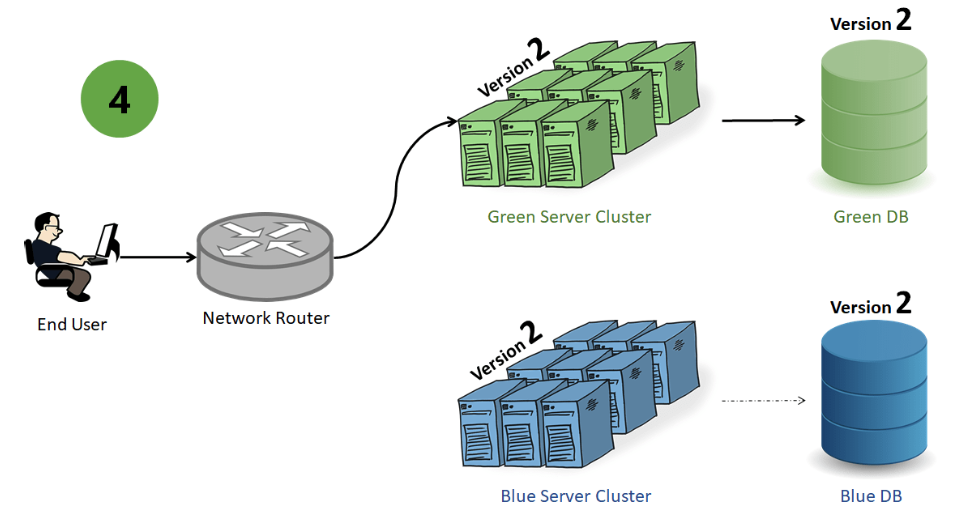 Version 2
Version 2
4
Green Server Cluster
Green DB
End User
Network Router
Version 2
Version 2
Blue Server Cluster
Blue DB